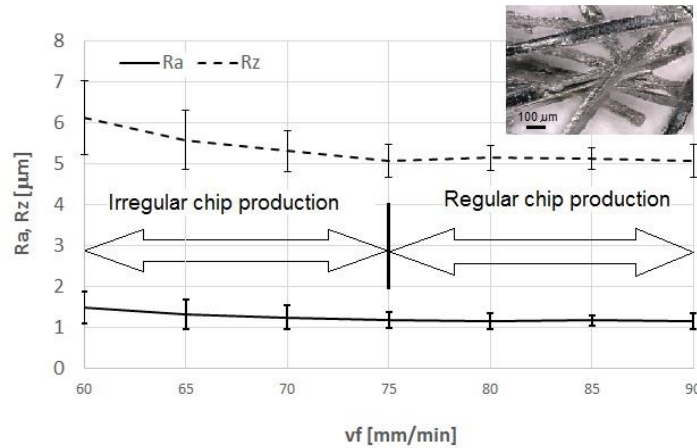 8
7
6
5
4
3
2
1
0
Ra, Rz [µm]
Ra
Rz
100 µm
Irregular chip production
Regular chip production
60
65
70
75
80
85
90
vf [mm/min]